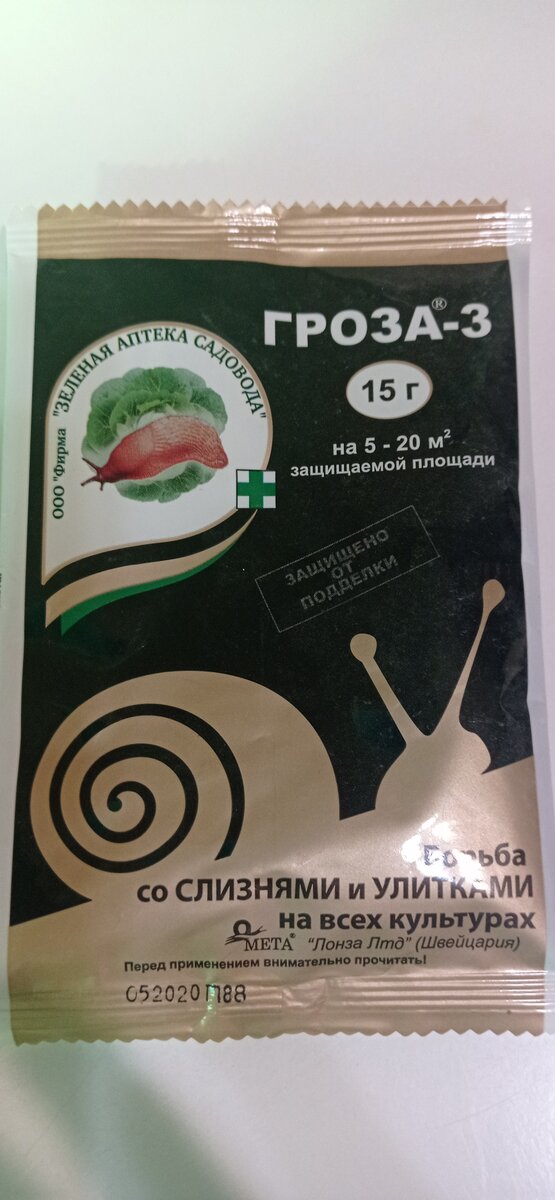 ГРОЗА®-3
15 г
на 5 - 20 м²
защищаемой площади
ООО "Фирма "ЗЕЛЕНАЯ АПТЕКА САДОВОДА"
ЗАЩИЩЕНО
ОТ
ПОДДЕЛКИ
Борьба
со СЛИЗНЯМИ и УЛИТКАМИ
на всех культурах
МЕТА® "Лонза Лтд" (Швейцария)
Перед применением внимательно прочитать!
052020П88